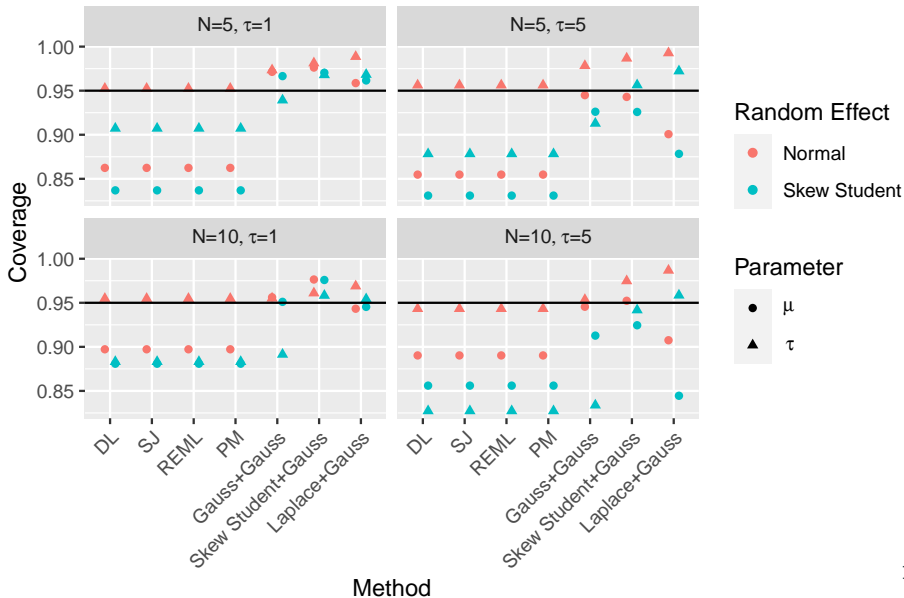 N=5, τ=1
N=5, τ=5
1.00
0.95
0.90
0.85
N=10, τ=1
N=10, τ=5
1.00
0.95
0.90
0.85
Coverage
DL
SJ
REML
PM
Gauss+Gauss
Skew Student+Gauss
Laplace+Gauss
DL
SJ
REML
PM
Gauss+Gauss
Skew Student+Gauss
Laplace+Gauss
Method
Random Effect
Normal
Skew Student
Parameter
μ
τ